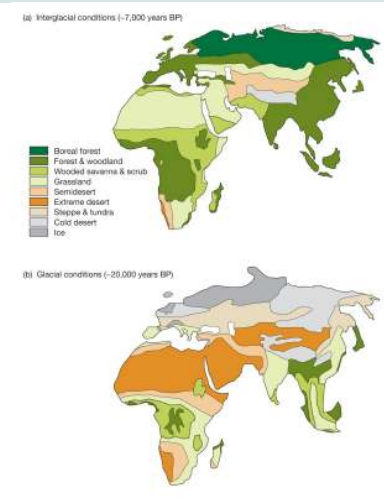 (a) Interglacial conditions (~7,000 years BP)
Boreal forest
Forest & woodland
Wooded savanna & scrub
Grassland
Semidesert
Extreme desert
Steppe & tundra
Cold desert
Ice
(b) Glacial conditions (~20,000 years BP)